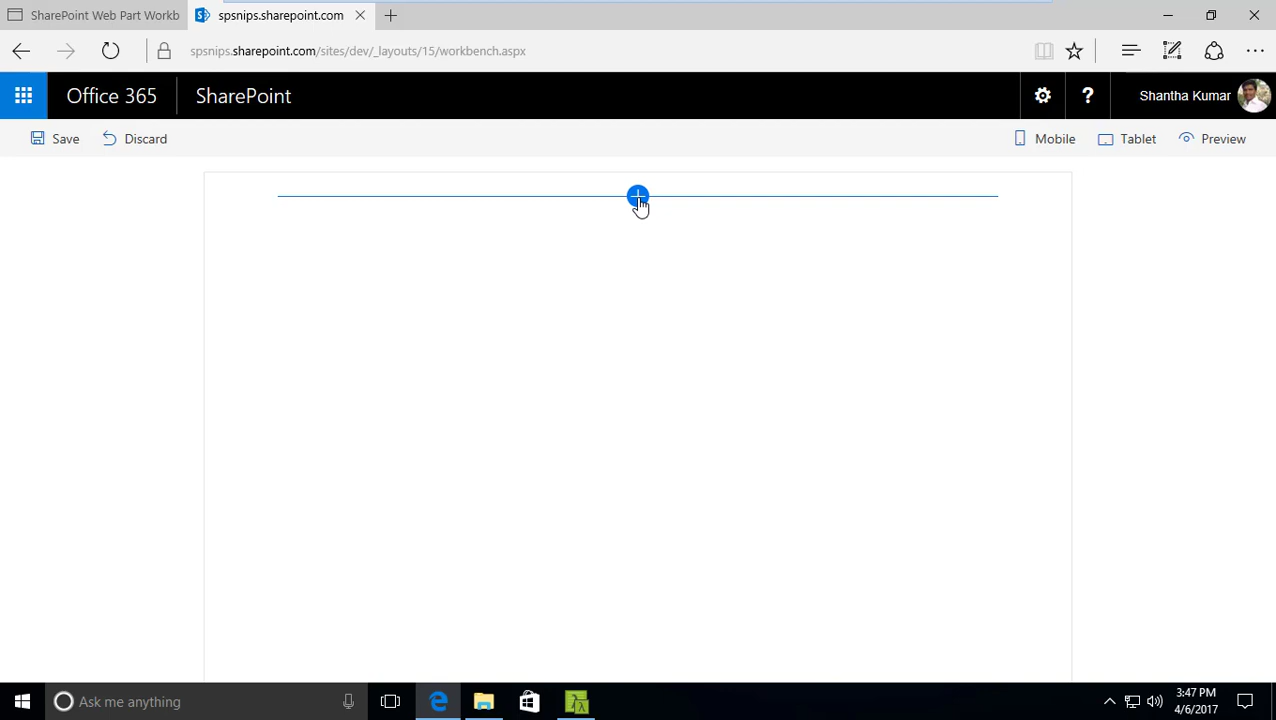 SharePoint Web Part Workb
spsnips.sharepoint.com
spsnips.sharepoint.com/sites/dev/_layouts/15/workbench.aspx
Office 365 SharePoint ? Shantha Kumar
Save Discard Mobile Tablet Preview
Ask me anything
3:47 PM
4/6/2017